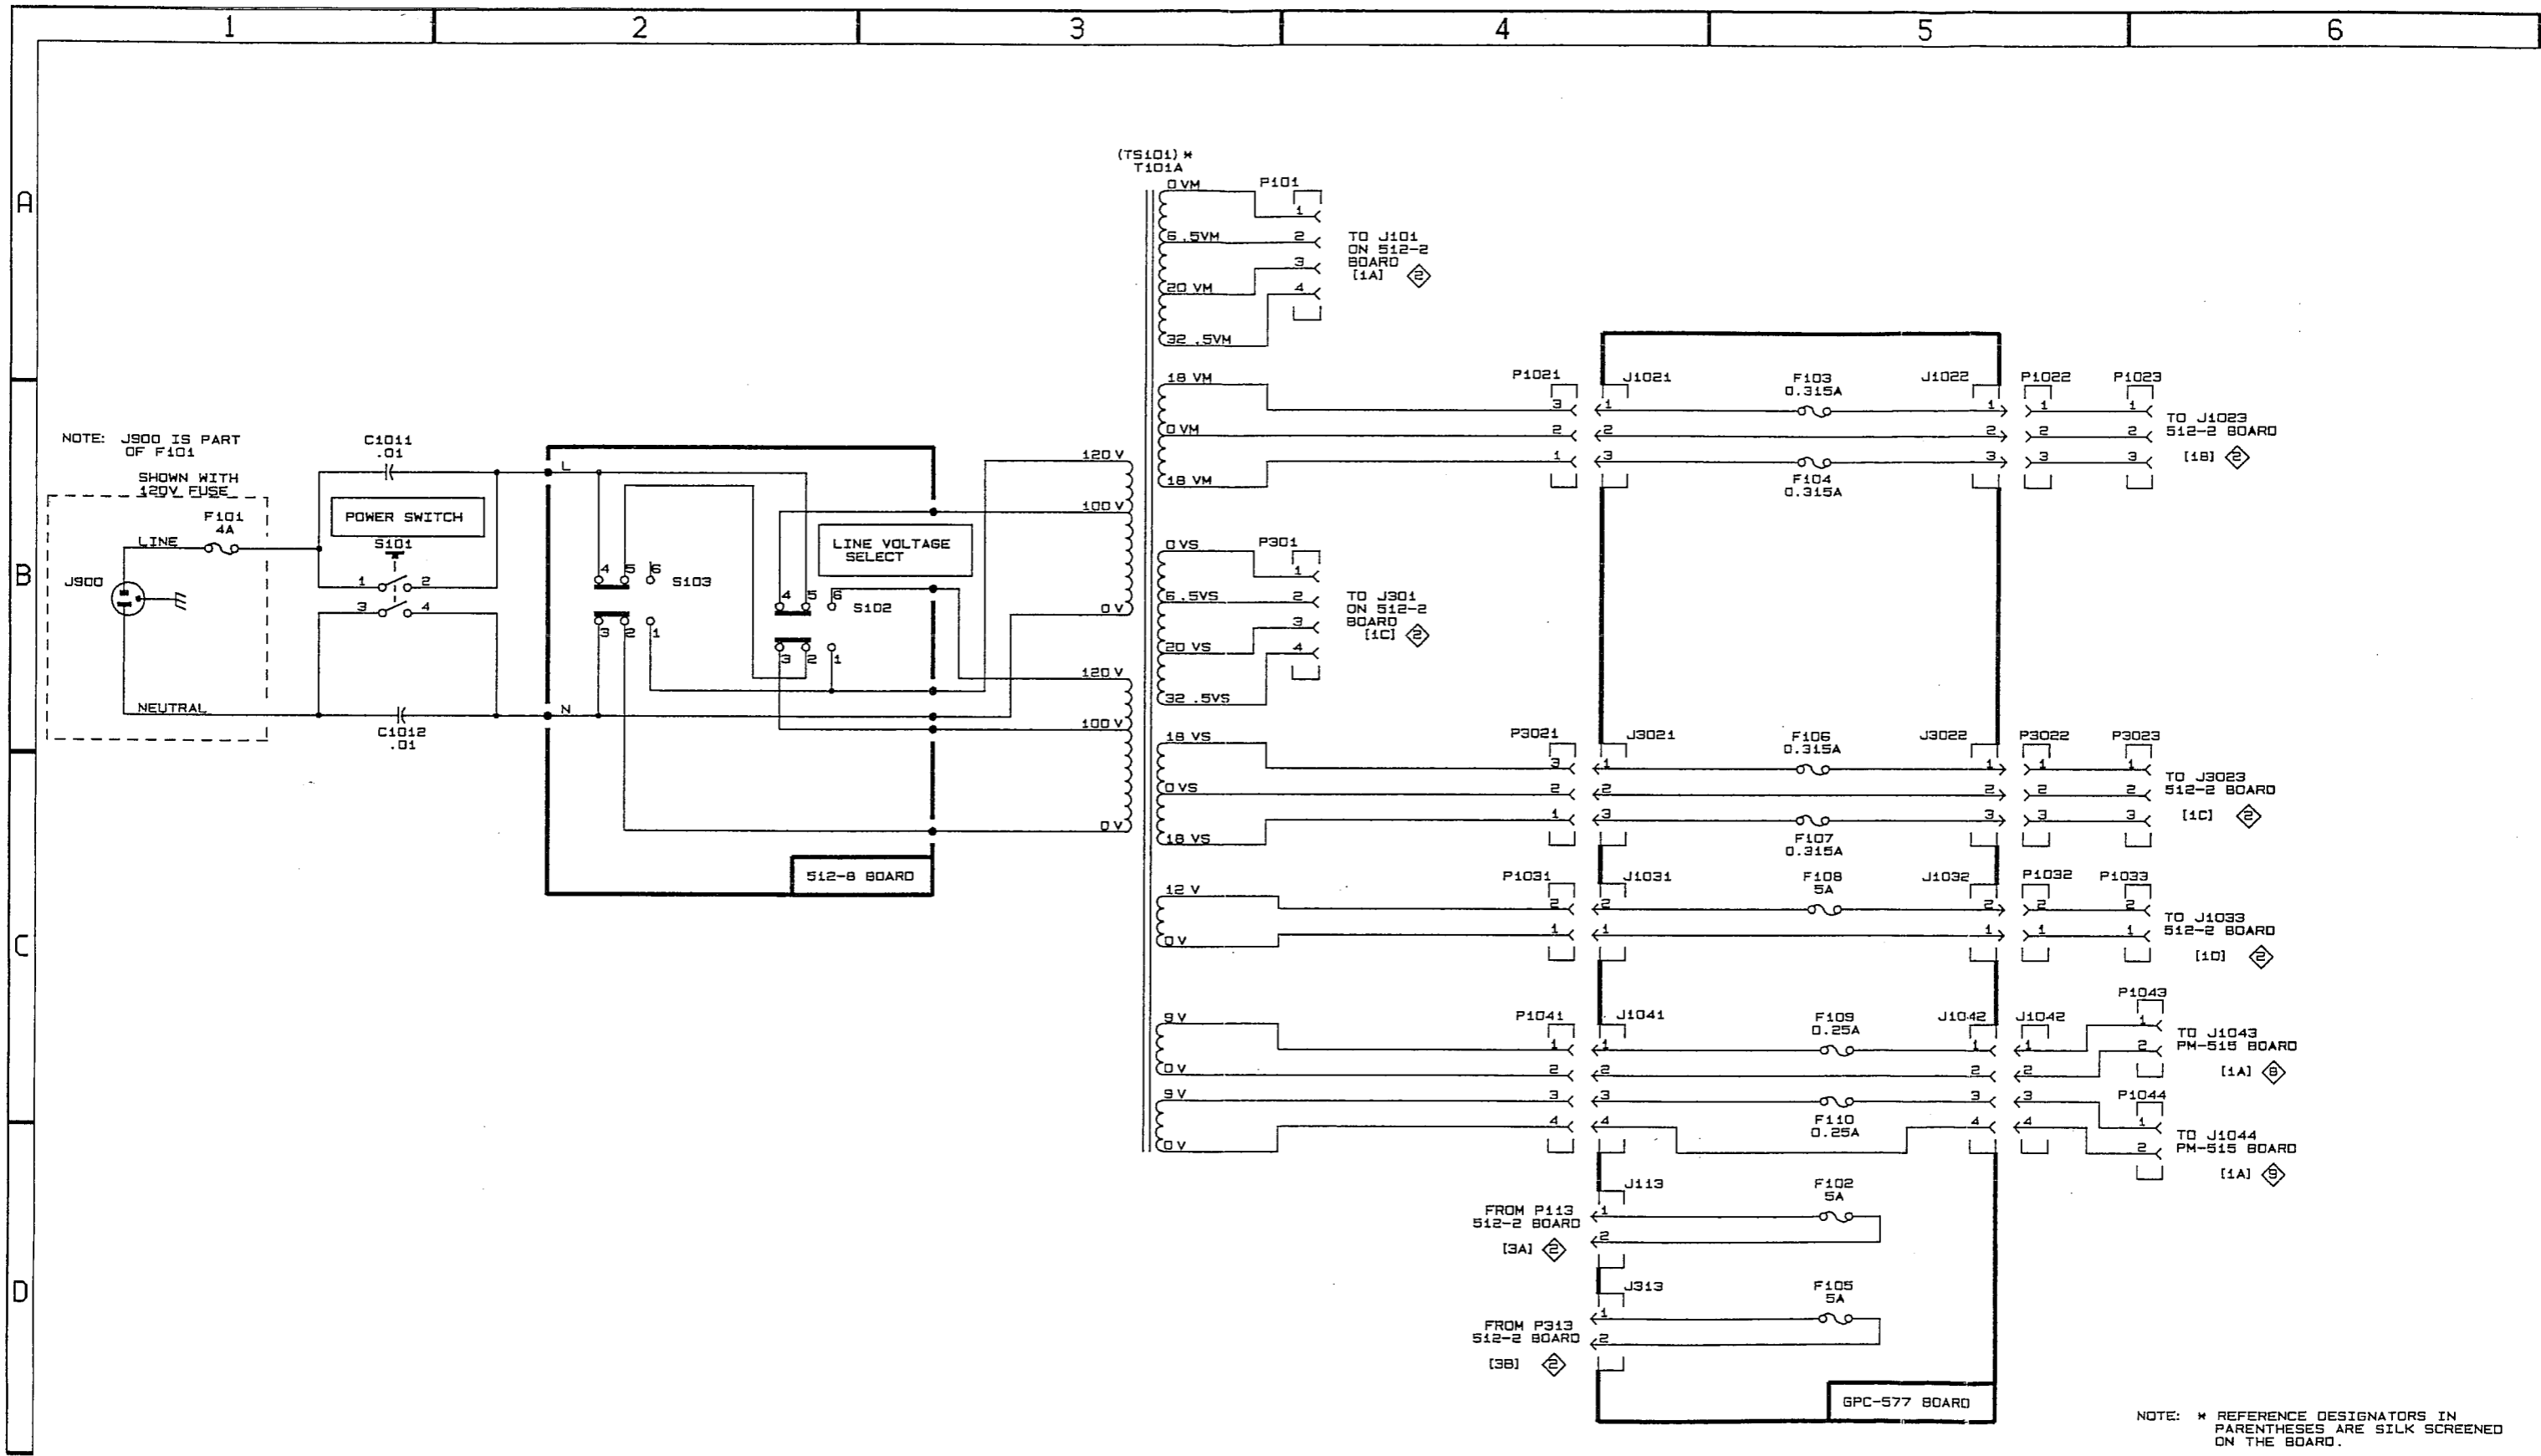 1 2 3 4 5 6
A
B
C
D
(TS101) *
T101A
0 VM
6.5VM
20 VM
32.5VM
P101
1
2
3
4
TO J101
ON 512-2
BOARD
[1A] 2
18 VM
0 VM
18 VM
P1021
3
2
1
J1021
1
2
3
F103
0.315A
F104
0.315A
J1022
1
2
3
P1022
1
2
3
P1023
1
2
3
TO J1023
512-2 BOARD
[1B] 2
NOTE: J900 IS PART
OF F101
SHOWN WITH
120V FUSE
F101
4A
LINE
J900
NEUTRAL
C1011
.01
POWER SWITCH
S101
1 2
3 4
C1012
.01
L
N
4 5 6
S103
3 2 1
LINE VOLTAGE
SELECT
4 5 6
S102
3 2 1
512-8 BOARD
120 V
100 V
0 V
120 V
100 V
0 V
0 VS
6.5VS
20 VS
32.5VS
P301
1
2
3
4
TO J301
ON 512-2
BOARD
[1C] 2
18 VS
0 VS
18 VS
P3021
3
2
1
J3021
1
2
3
F106
0.315A
F107
0.315A
J3022
1
2
3
P3022
1
2
3
P3023
1
2
3
TO J3023
512-2 BOARD
[1C] 2
12 V
0 V
P1031
2
1
J1031
2
1
F108
5A
J1032
2
1
P1032
2
1
P1033
2
1
TO J1033
512-2 BOARD
[1D] 2
9 V
0 V
9 V
0 V
P1041
1
2
3
4
J1041
1
2
3
4
F109
0.25A
F110
0.25A
J1042
1
2
3
4
J1042
1
2
3
4
P1043
1
2
TO J1043
PM-515 BOARD
[1A] 8
P1044
1
2
TO J1044
PM-515 BOARD
[1A] 9
J113
1
2
F102
5A
FROM P113
512-2 BOARD
[3A] 2
J313
1
2
F105
5A
FROM P313
512-2 BOARD
[3B] 2
GPC-577 BOARD
NOTE: * REFERENCE DESIGNATORS IN
PARENTHESES ARE SILK SCREENED
ON THE BOARD.